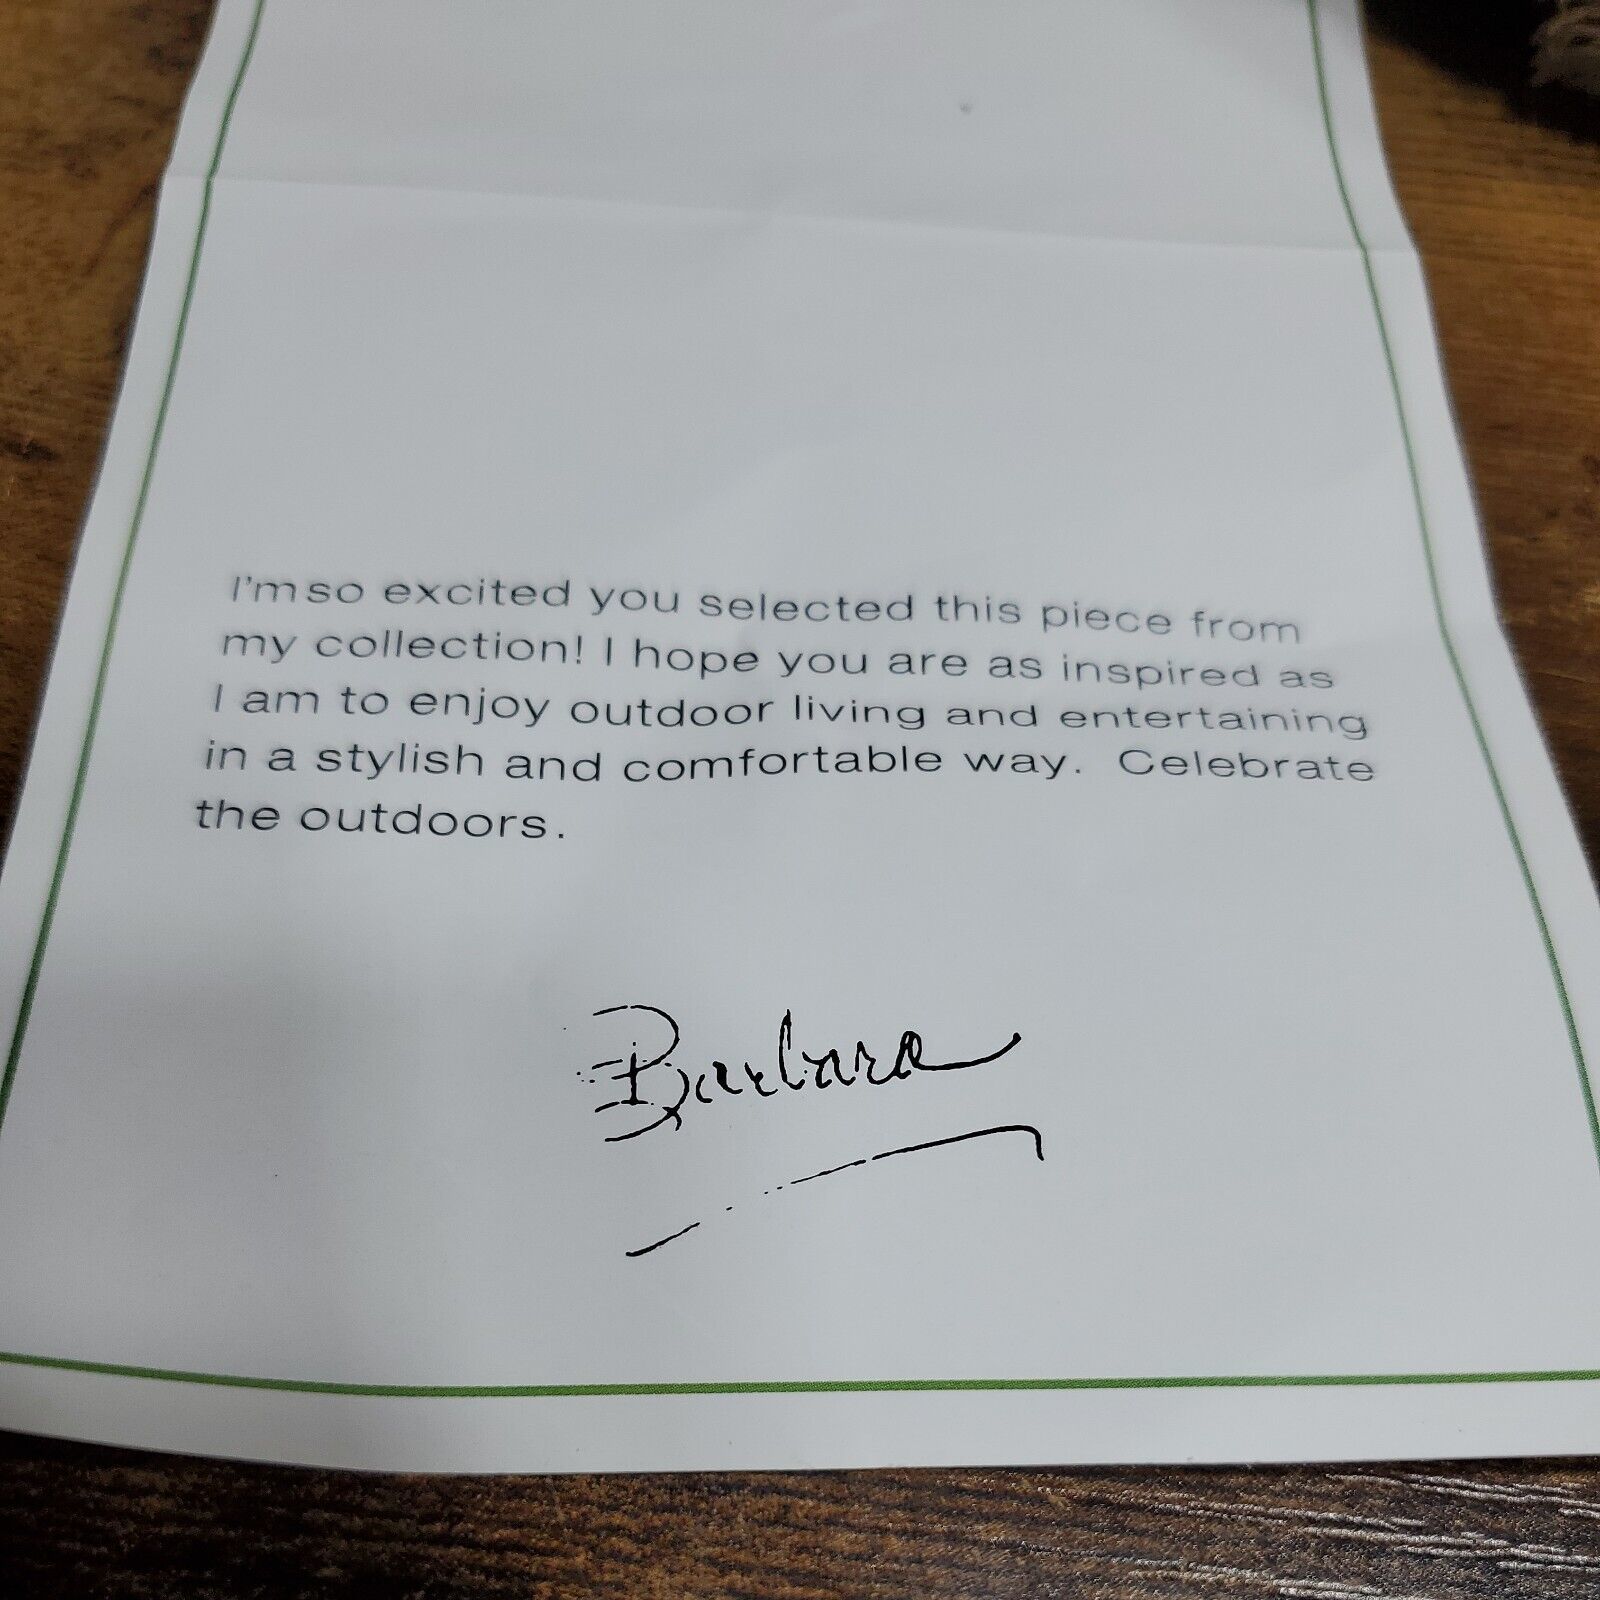 I'm so excited you selected this piece from
my collection! I hope you are as inspired as
I am to enjoy outdoor living and entertaining
in a stylish and comfortable way. Celebrate
the outdoors.
Barbara